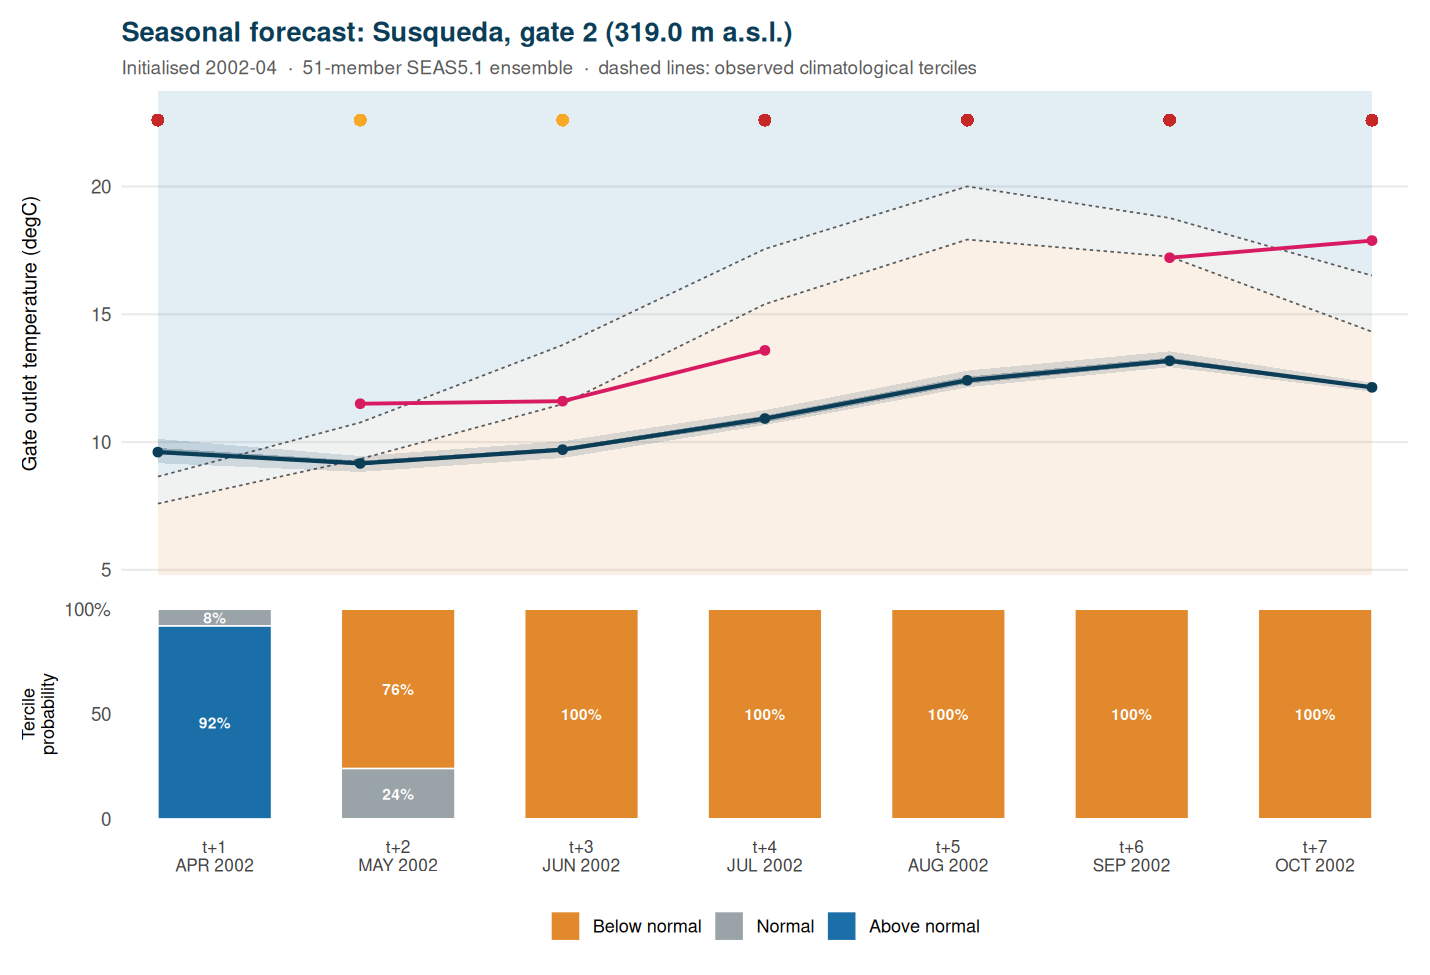 Seasonal forecast: Susqueda, gate 2 (319.0 m a.s.l.)
Initialised 2002-04 · 51-member SEAS5.1 ensemble · dashed lines: observed climatological terciles
Gate outlet temperature (degC)
20
15
10
5
Tercile
probability
100%
50
0
8%
92%
76%
24%
100%
100%
100%
100%
100%
t+1
APR 2002
t+2
MAY 2002
t+3
JUN 2002
t+4
JUL 2002
t+5
AUG 2002
t+6
SEP 2002
t+7
OCT 2002
Below normal
Normal
Above normal